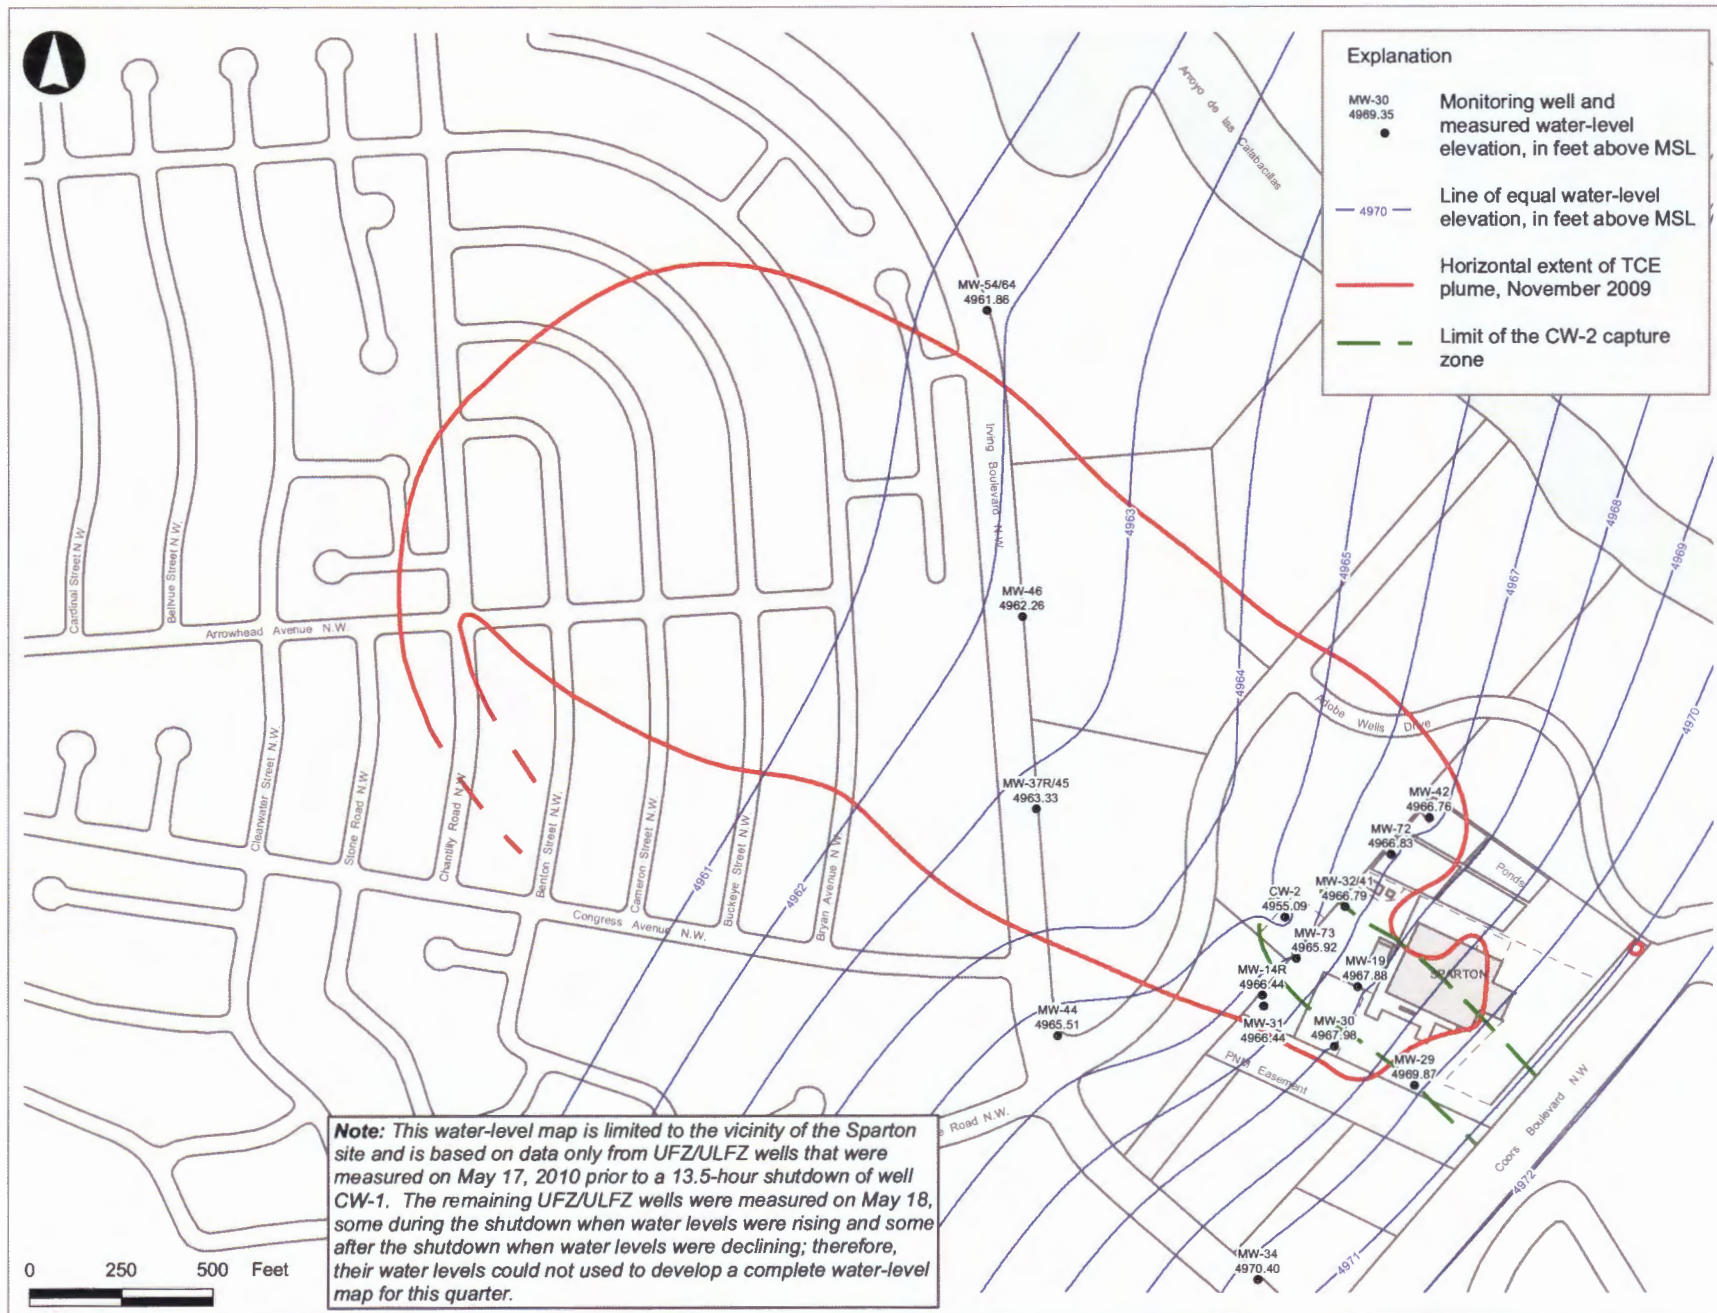 Explanation
MW-30
4969.35
Monitoring well and
measured water-level
elevation, in feet above MSL
4970
Line of equal water-level
elevation, in feet above MSL
Horizontal extent of TCE
plume, November 2009
Limit of the CW-2 capture
zone
Arroyo de las Calabacillas
MW-54/64
4961.86
Irving Boulevard N.W.
4963
4965
4967
4968
4969
4970
4964
MW-46
4962.26
Cardinal Street N.W.
Bellvue Street N.W.
Arrowhead Avenue N.W.
Adobe Wells Drive
MW-37R/45
4963.33
MW-42
4966.76
MW-72
4966.83
Ponds
Clearwater Street N.W.
Stone Road N.W.
Chantilly Road N.W.
Benton Street N.W.
Cameron Street N.W.
Buckeye Street N.W.
Bryan Avenue N.W.
4961
4962
Congress Avenue N.W.
CW-2
4955.09
MW-32/41
4966.79
MW-73
4965.92
MW-19
4967.88
SPARTON
MW-14R
4966.44
MW-31
4966.44
MW-30
4967.98
MW-29
4969.87
MW-44
4965.51
PNM Easement
Coors Boulevard N.W.
4972
4971
e Road N.W.
MW-34
4970.40
Note: This water-level map is limited to the vicinity of the Sparton
site and is based on data only from UFZ/ULFZ wells that were
measured on May 17, 2010 prior to a 13.5-hour shutdown of well
CW-1. The remaining UFZ/ULFZ wells were measured on May 18,
some during the shutdown when water levels were rising and some
after the shutdown when water levels were declining; therefore,
their water levels could not used to develop a complete water-level
map for this quarter.
0 250 500 Feet